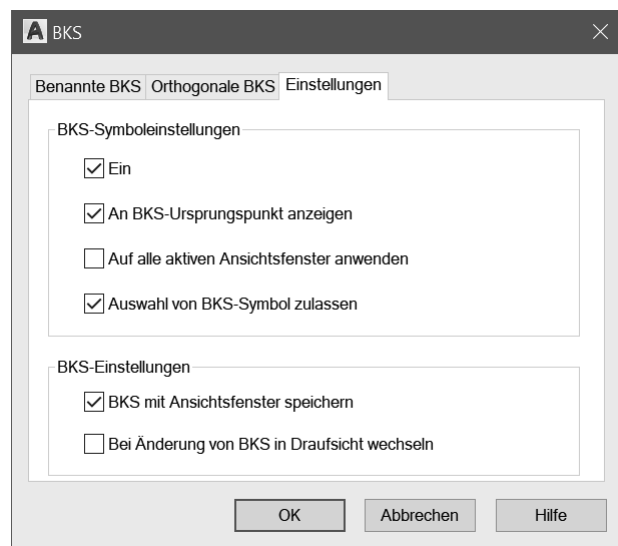 A BKS
Benannte BKS Orthogonale BKS Einstellungen
BKS-Symboleinstellungen
Ein
An BKS-Ursprungspunkt anzeigen
Auf alle aktiven Ansichtsfenster anwenden
Auswahl von BKS-Symbol zulassen
BKS-Einstellungen
BKS mit Ansichtsfenster speichern
Bei Änderung von BKS in Draufsicht wechseln
OK Abbrechen Hilfe